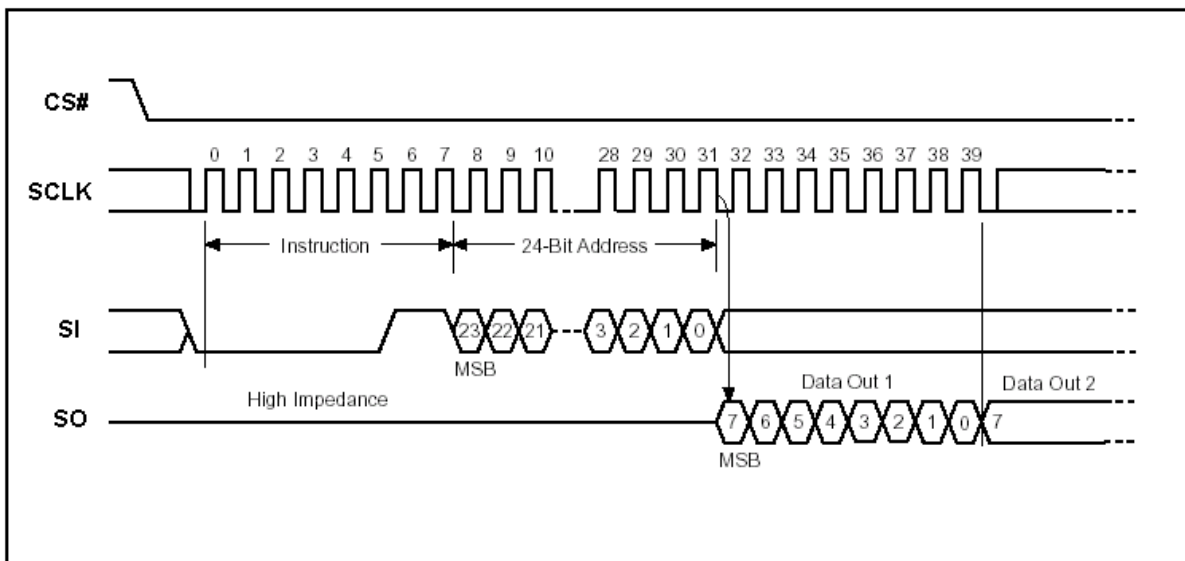 CS#
0 1 2 3 4 5 6 7 8 9 10 28 29 30 31 32 33 34 35 36 37 38 39
SCLK
Instruction 24-Bit Address
SI 23 22 21 3 2 1 0
MSB
High Impedance Data Out 1 Data Out 2
SO 7 6 5 4 3 2 1 0 7
MSB